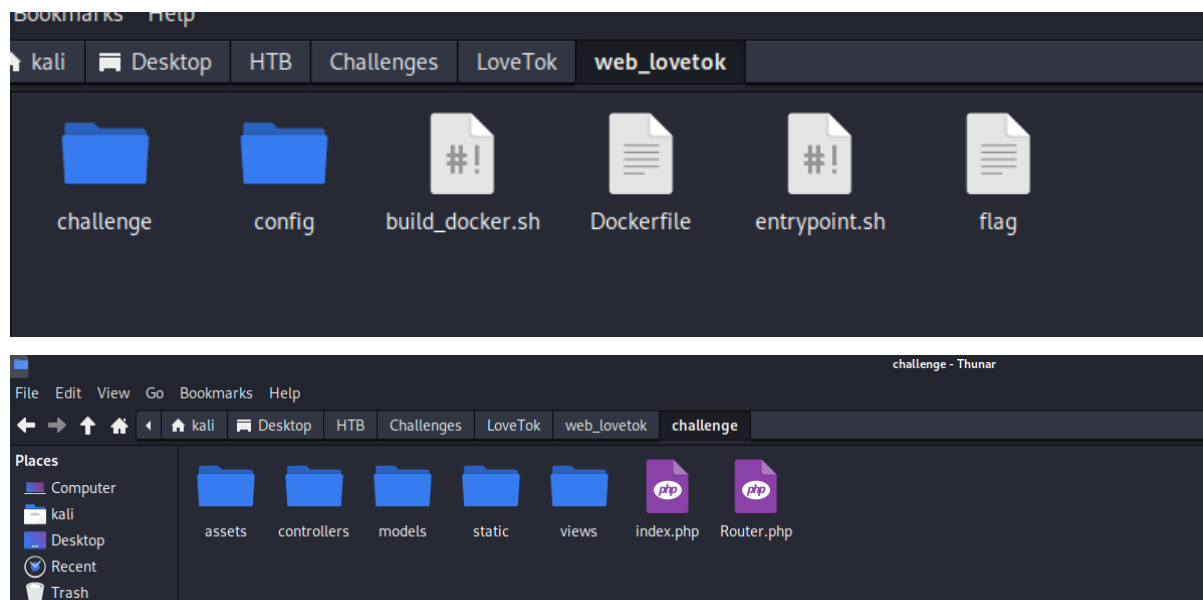 Bookmarks Help
kali Desktop HTB Challenges LoveTok web_lovetok
#! #!
challenge config build_docker.sh Dockerfile entrypoint.sh flag
challenge - Thunar
File Edit View Go Bookmarks Help
kali Desktop HTB Challenges LoveTok web_lovetok challenge
Places
Computer
kali
Desktop
Recent
Trash
php php
assets controllers models static views index.php Router.php